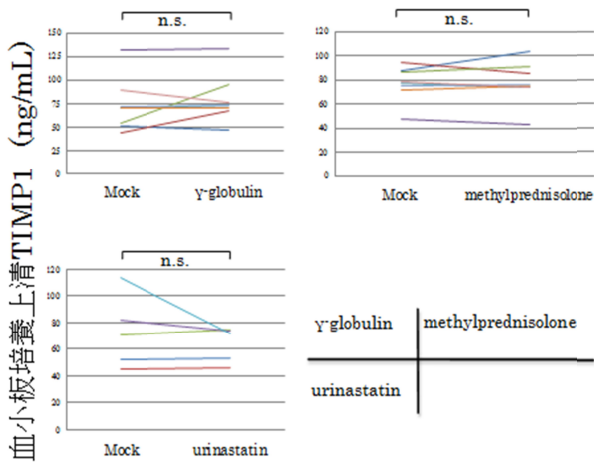 血小板培養上清TIMP1 (ng/mL)
n.s.
150
125
100
75
50
25
0
Mock γ-globulin
n.s.
120
100
80
60
40
20
0
Mock methylprednisolone
n.s.
120
100
80
60
40
20
0
Mock urinastatin
γ-globulin methylprednisolone
urinastatin